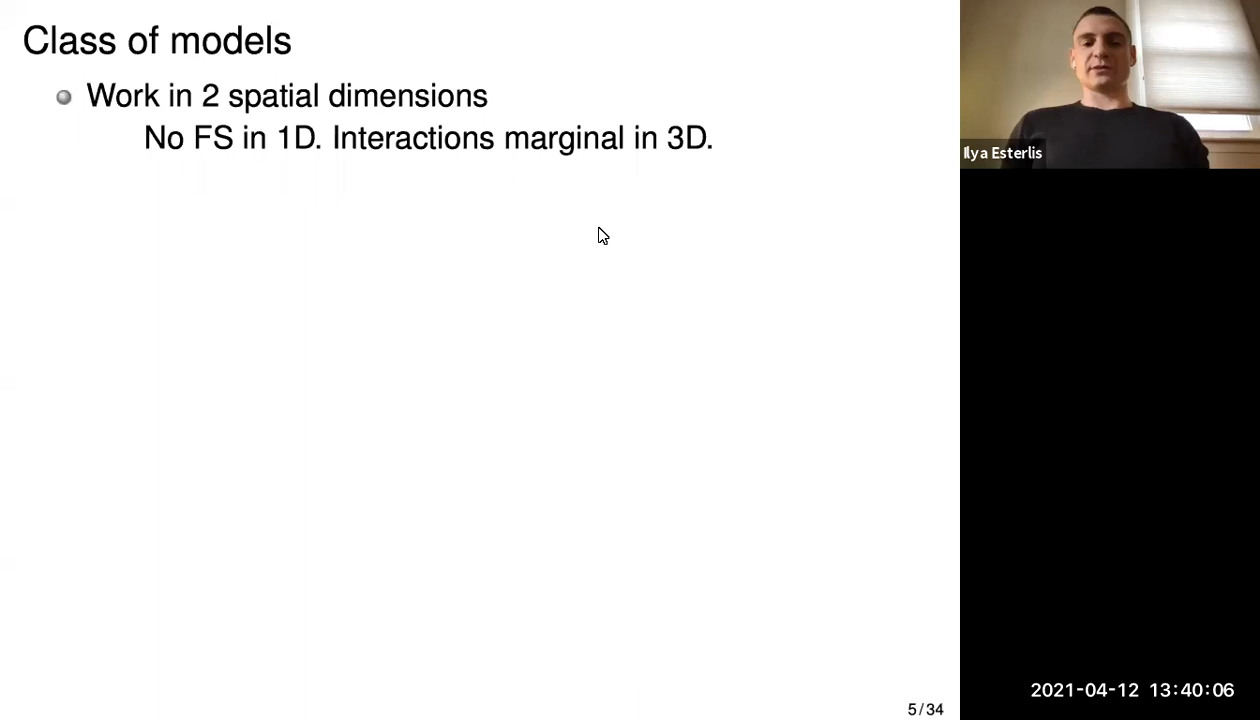 Class of models
Work in 2 spatial dimensions
No FS in 1D. Interactions marginal in 3D.
5 / 34
Ilya Esterlis
2021-04-12 13:40:06